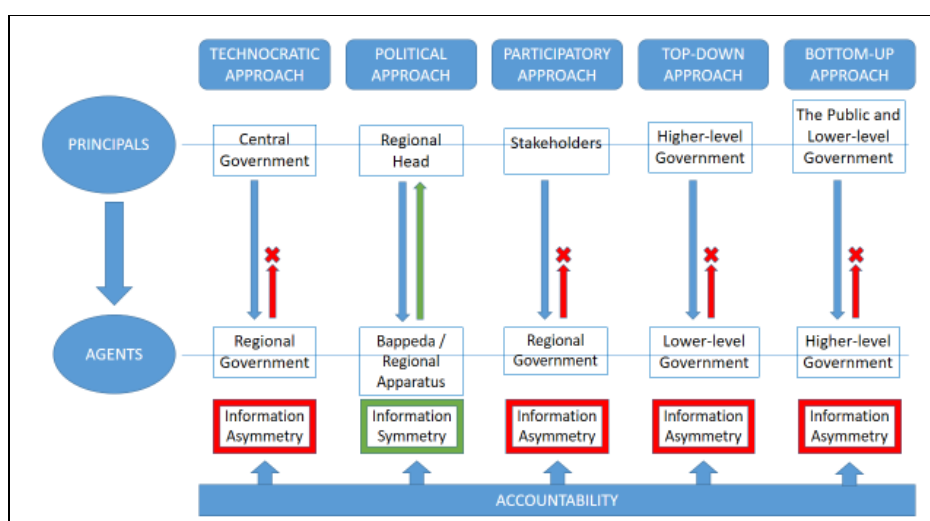 TECHNOCRATIC
APPROACH
POLITICAL
APPROACH
PARTICIPATORY
APPROACH
TOP-DOWN
APPROACH
BOTTOM-UP
APPROACH
PRINCIPALS
Central
Government
Regional
Head
Stakeholders
Higher-level
Government
The Public and
Lower-level
Government
AGENTS
Regional
Government
Bappeda /
Regional
Apparatus
Regional
Government
Lower-level
Government
Higher-level
Government
Information
Asymmetry
Information
Symmetry
Information
Asymmetry
Information
Asymmetry
Information
Asymmetry
ACCOUNTABILITY